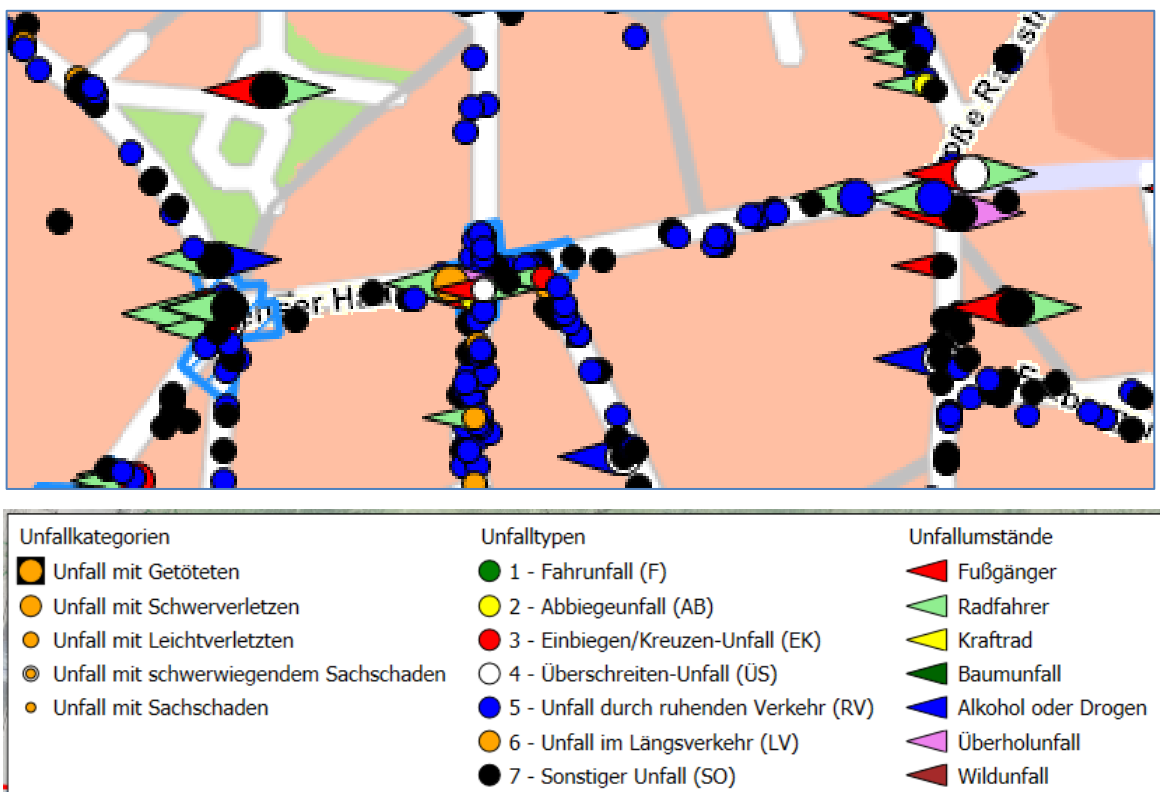 Unfallkategorien
Unfall mit Getöteten
Unfall mit Schwerverletzen
Unfall mit Leichtverletzten
Unfall mit schwerwiegendem Sachschaden
Unfall mit Sachschaden
Unfalltypen
1 - Fahrunfall (F)
2 - Abbiegeunfall (AB)
3 - Einbiegen/Kreuzen-Unfall (EK)
4 - Überschreiten-Unfall (ÜS)
5 - Unfall durch ruhenden Verkehr (RV)
6 - Unfall im Längsverkehr (LV)
7 - Sonstiger Unfall (SO)
Unfallumstände
Fußgänger
Radfahrer
Kraftrad
Baumunfall
Alkohol oder Drogen
Überholunfall
Wildunfall